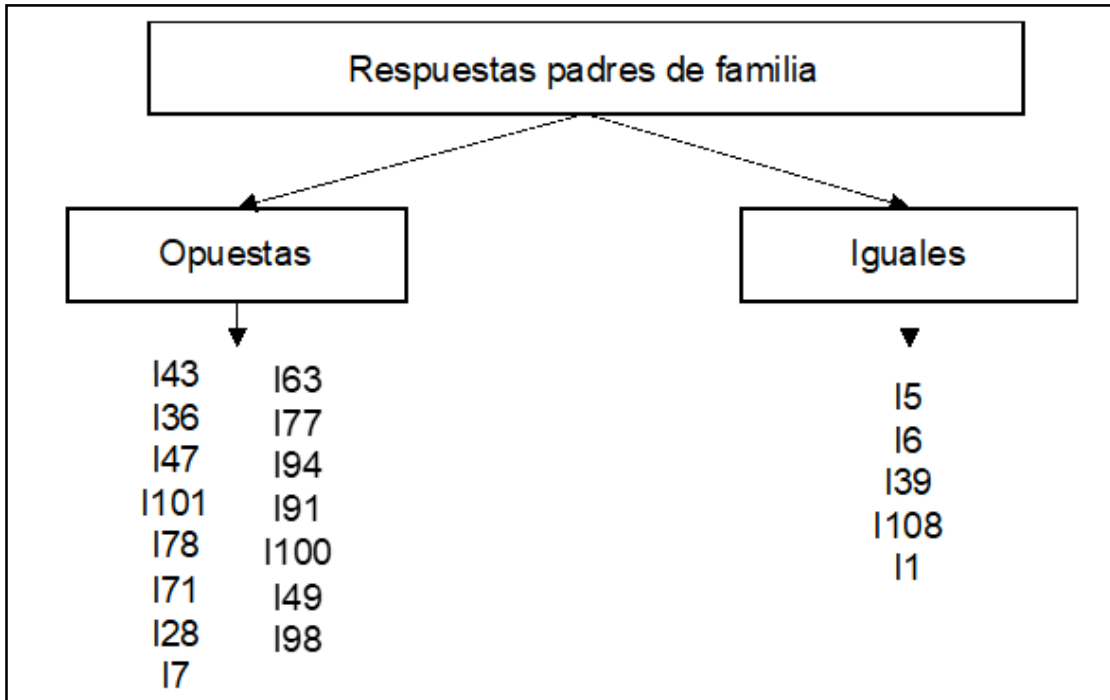 Respuestas padres de familia
Opuestas
Iguales
I43
I36
I47
I101
I78
I71
I28
I7
I63
I77
I94
I91
I100
I49
I98
I5
I6
I39
I108
I1